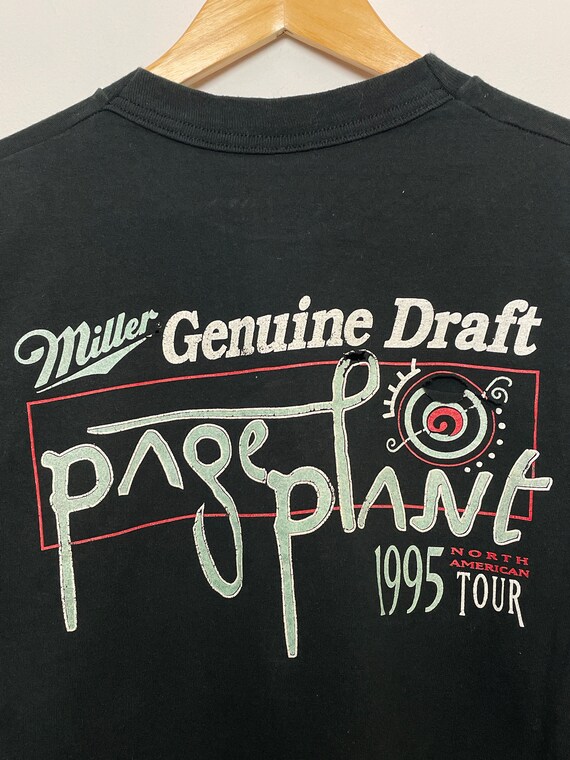 Miller Genuine Draft
page plant
1995 NORTH AMERICAN TOUR